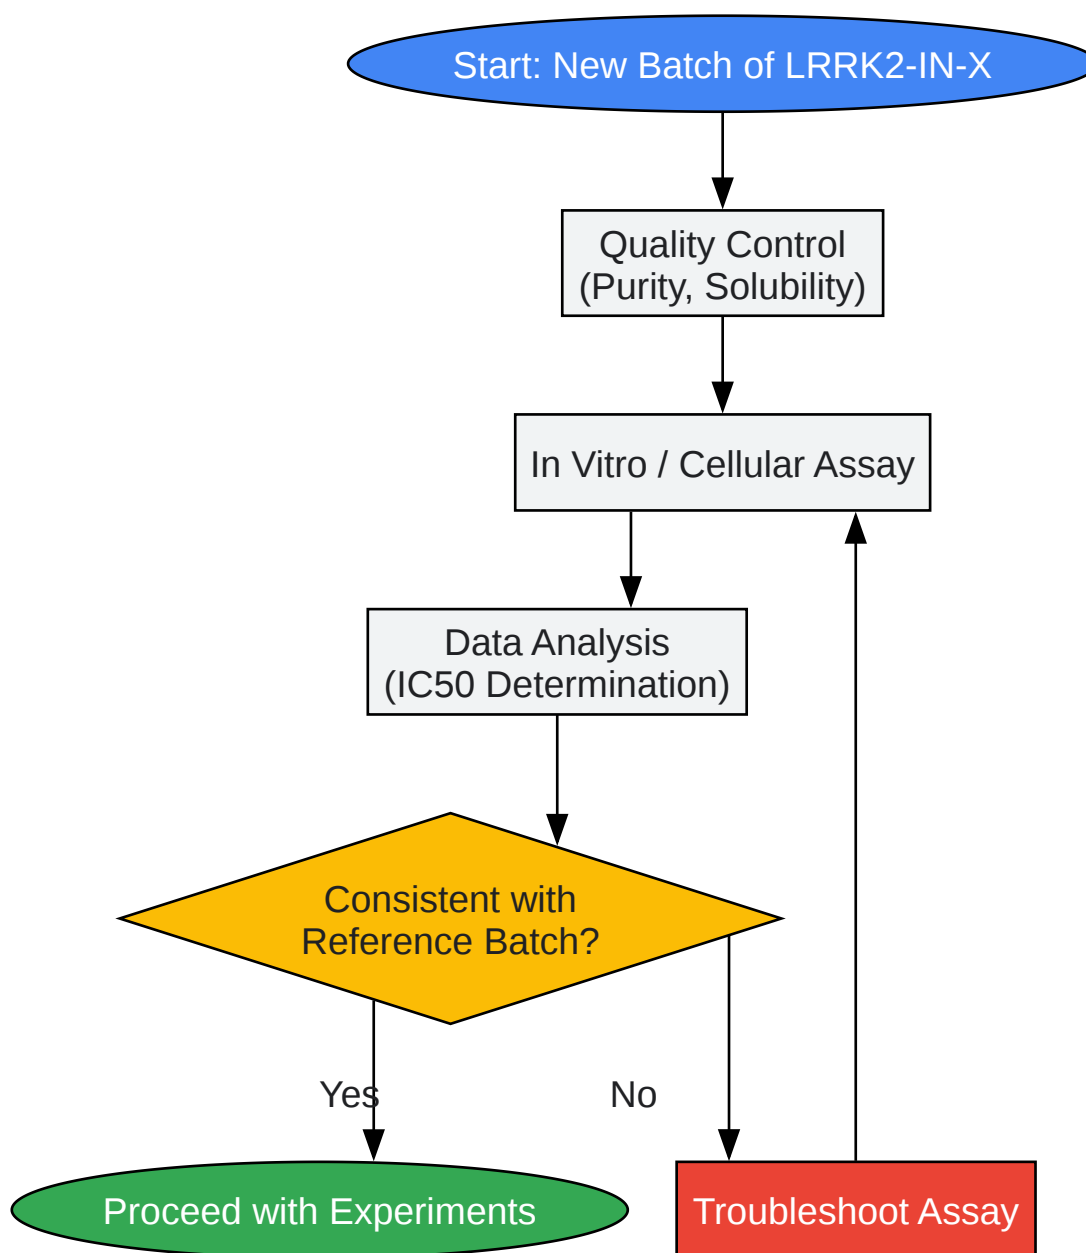 Start: New Batch of LRRK2-IN-X
Quality Control
(Purity, Solubility)
In Vitro / Cellular Assay
Data Analysis
(IC50 Determination)
Consistent with
Reference Batch?
Yes
No
Proceed with Experiments
Troubleshoot Assay